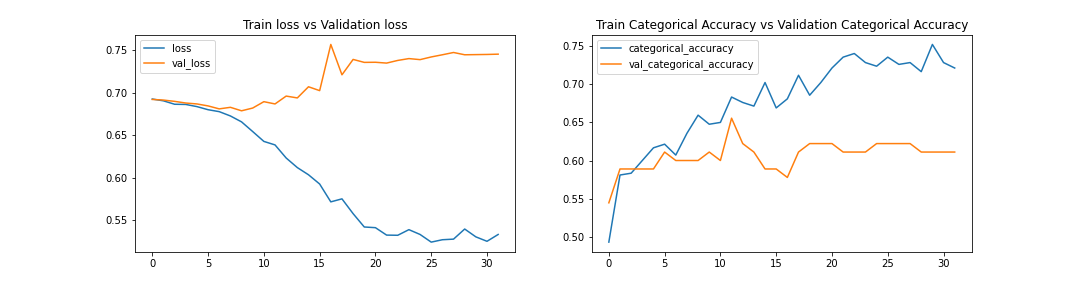 Train loss vs Validation loss
loss
val_loss
0.75
0.70
0.65
0.60
0.55
0 5 10 15 20 25 30
Train Categorical Accuracy vs Validation Categorical Accuracy
categorical_accuracy
val_categorical_accuracy
0.75
0.70
0.65
0.60
0.55
0.50
0 5 10 15 20 25 30